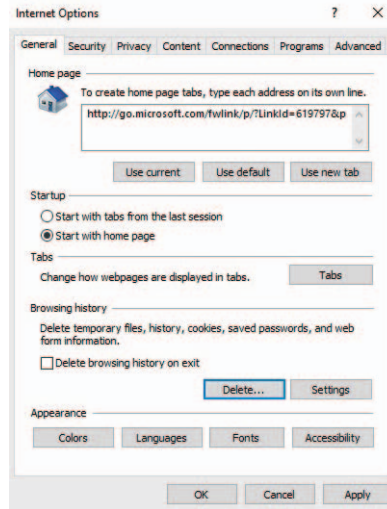 Internet Options ? X
General Security Privacy Content Connections Programs Advanced
Home page
To create home page tabs, type each address on its own line.
http://go.microsoft.com/fwlink/p/?LinkId=619797&p
Use current Use default Use new tab
Startup
Start with tabs from the last session
Start with home page
Tabs
Change how webpages are displayed in tabs. Tabs
Browsing history
Delete temporary files, history, cookies, saved passwords, and web
form information.
Delete browsing history on exit
Delete... Settings
Appearance
Colors Languages Fonts Accessibility
OK Cancel Apply